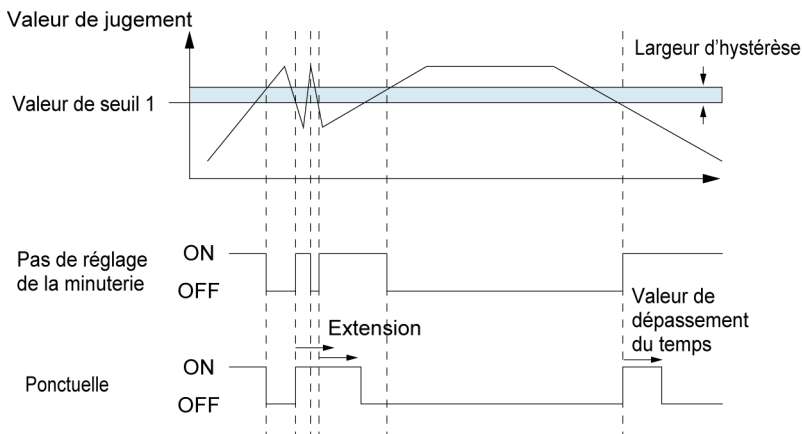 Valeur de jugement
Largeur d'hystérèse
Valeur de seuil 1
Pas de réglage
de la minuterie
ON
OFF
Valeur de
dépassement
du temps
Extension
Ponctuelle
ON
OFF